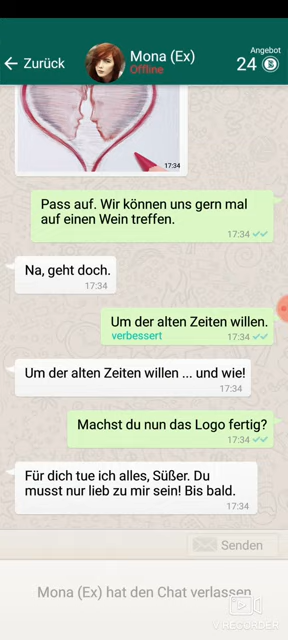 Angebot
Zurück
Mona (Ex)
Offline
24
17:34
Pass auf. Wir können uns gern mal
auf einen Wein treffen.
17:34
Na, geht doch.
17:34
Um der alten Zeiten willen.
verbessert
17:34
Um der alten Zeiten willen ... und wie!
17:34
Machst du nun das Logo fertig?
17:34
Für dich tue ich alles, Süßer. Du
musst nur lieb zu mir sein! Bis bald.
17:34
Senden
Mona (Ex) hat den Chat verlassen
V RECORDER